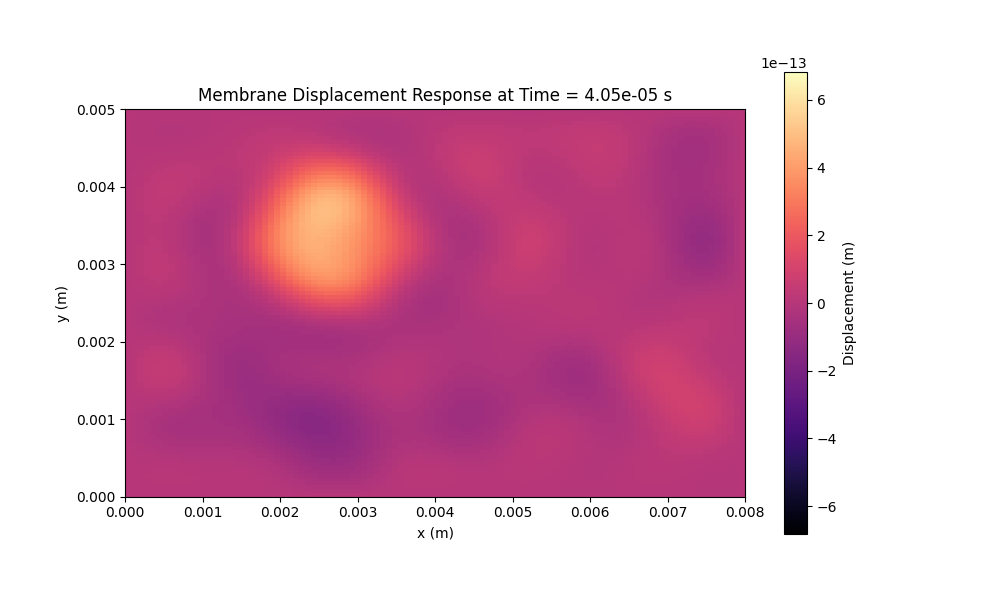 1e−13
Membrane Displacement Response at Time = 4.05e-05 s
0.005
0.004
0.003
0.002
0.001
0.000
y (m)
0.000 0.001 0.002 0.003 0.004 0.005 0.006 0.007 0.008
x (m)
6
4
2
0
−2
−4
−6
Displacement (m)